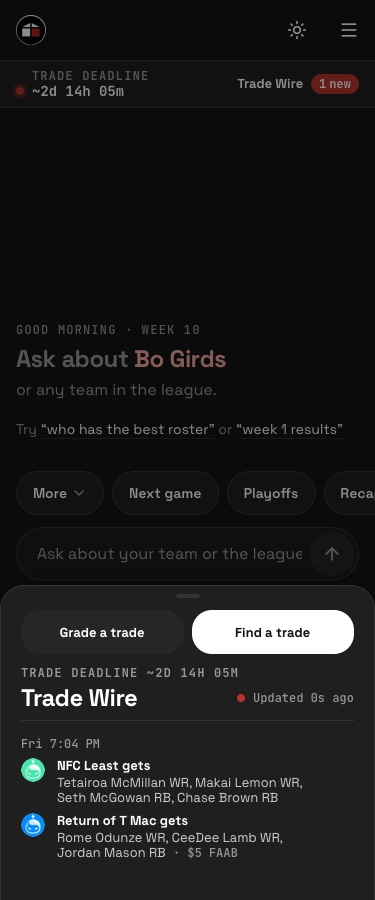 TRADE DEADLINE
~2d 14h 05m
Trade Wire
1 new
GOOD MORNING · WEEK 10
Ask about Bo Girds
or any team in the league.
Try “who has the best roster” or “week 1 results”
More
Next game
Playoffs
Reca
Ask about your team or the league
Grade a trade
Find a trade
TRADE DEADLINE ~2D 14H 05M
Trade Wire
Updated 0s ago
Fri 7:04 PM
NFC Least gets
Tetairoa McMillan WR, Makai Lemon WR,
Seth McGowan RB, Chase Brown RB
Return of T Mac gets
Rome Odunze WR, CeeDee Lamb WR,
Jordan Mason RB · $5 FAAB